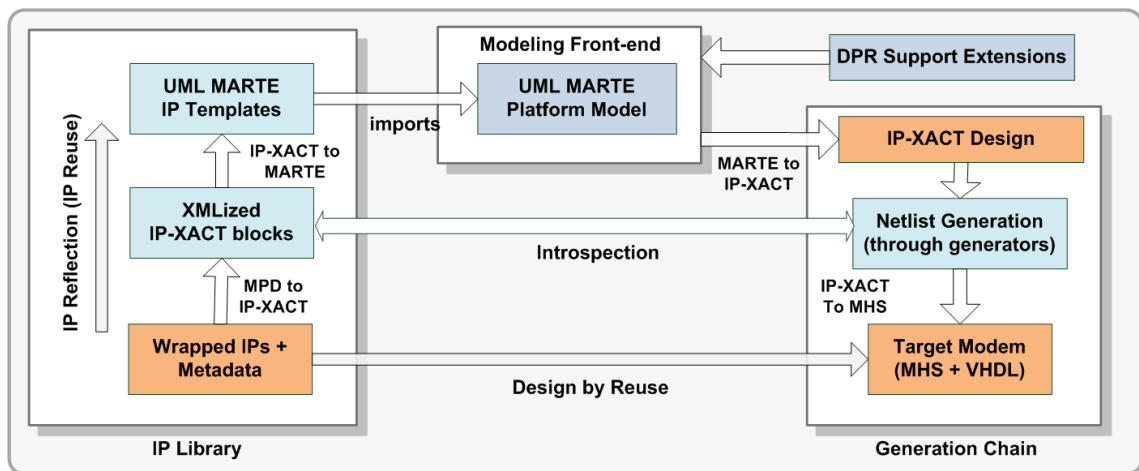 Modeling Front-end
DPR Support Extensions
UML MARTE
IP Templates
UML MARTE
Platform Model
imports
IP Reflection (IP Reuse)
IP-XACT to
MARTE
MARTE to
IP-XACT
IP-XACT Design
XMLized
IP-XACT blocks
Introspection
Netlist Generation
(through generators)
MPD to
IP-XACT
IP-XACT
To MHS
Wrapped IPs +
Metadata
Design by Reuse
Target Modem
(MHS + VHDL)
IP Library
Generation Chain